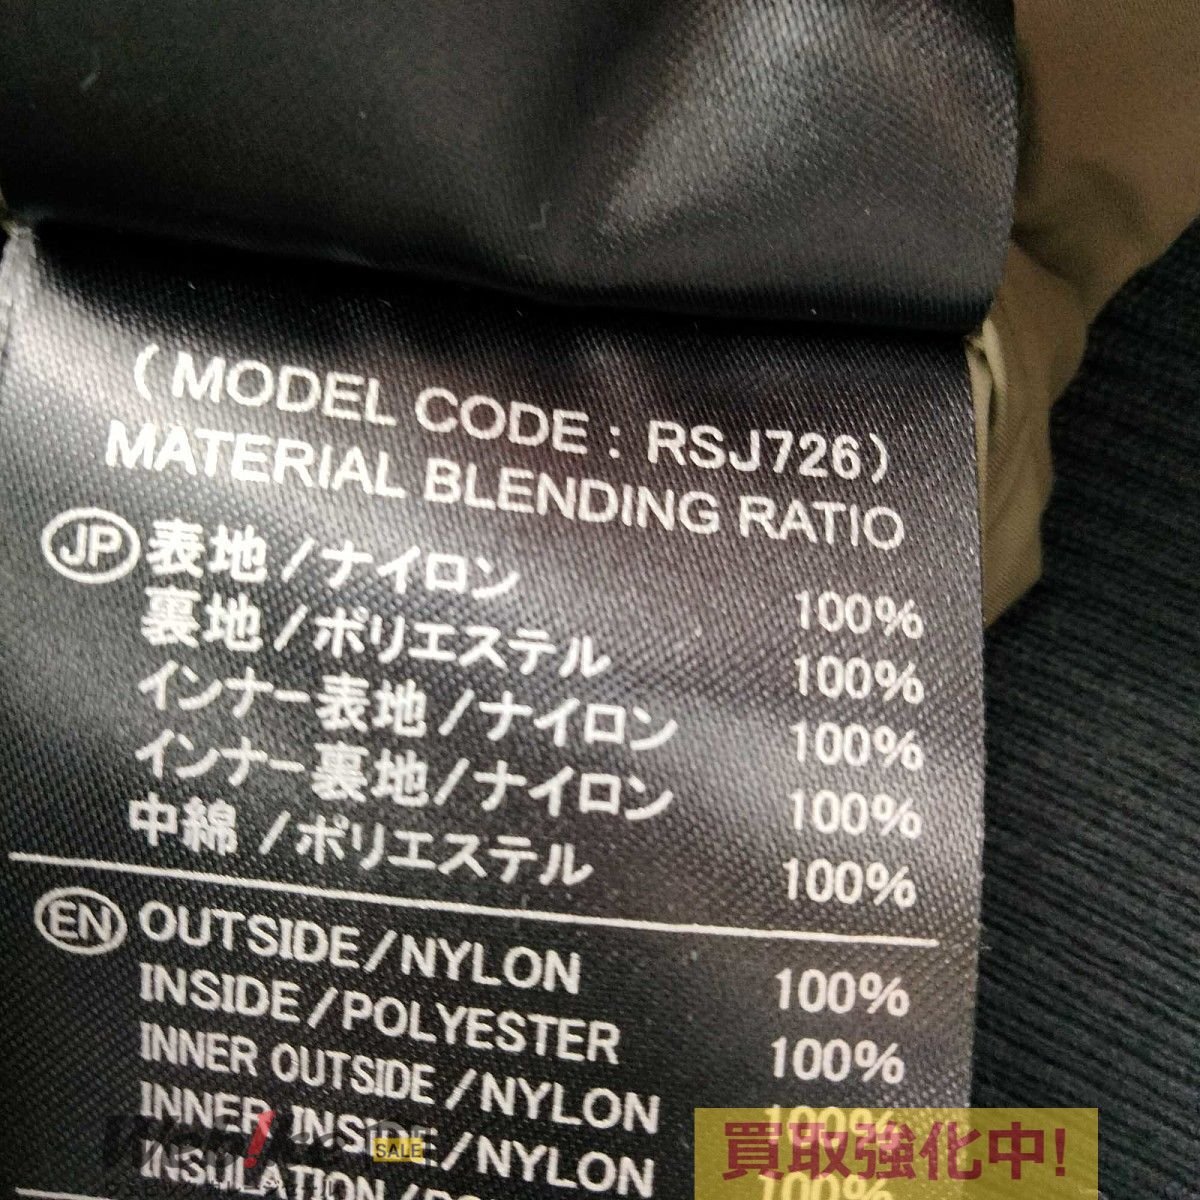 (MODEL CODE : RSJ726)
MATERIAL BLENDING RATIO
JP 表地/ナイロン 100%
裏地/ポリエステル 100%
インナー表地/ナイロン 100%
インナー裏地/ナイロン 100%
中綿/ポリエステル 100%
EN OUTSIDE/NYLON 100%
INSIDE/POLYESTER 100%
INNER OUTSIDE/NYLON 100%
INNER INSIDE/NYLON 100%
INSULATION
SALE
買取強化中!